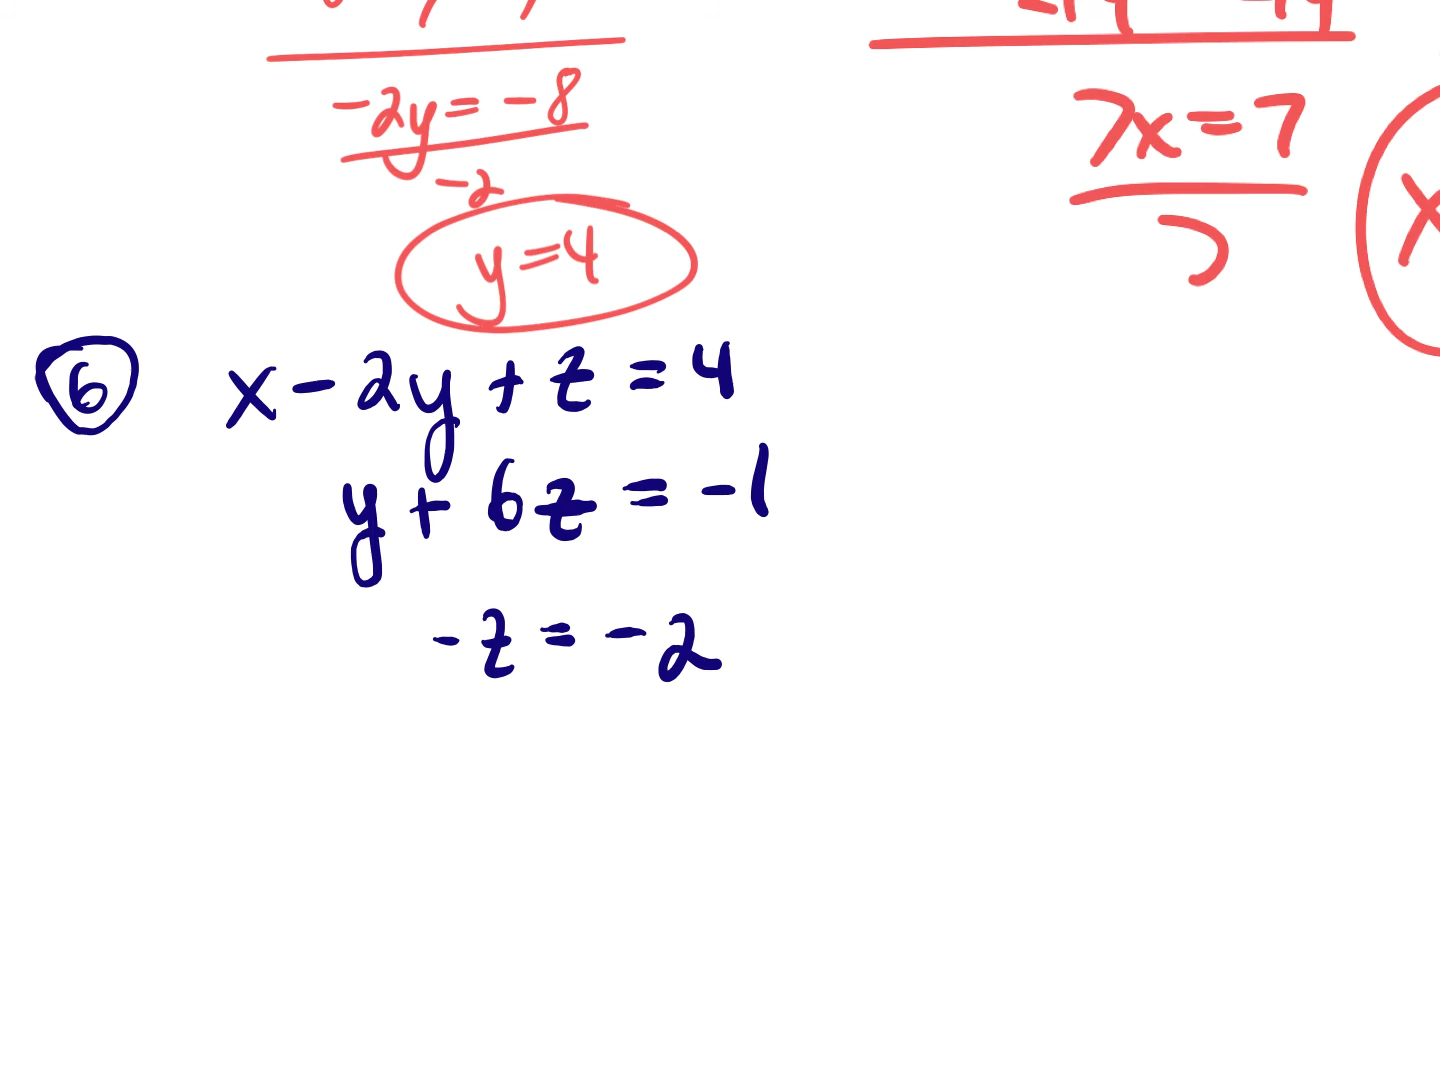 -2y = -8
-2
y=4
7x=7
7
x
6
x - 2y + z = 4
y + 6z = -1
-z = -2